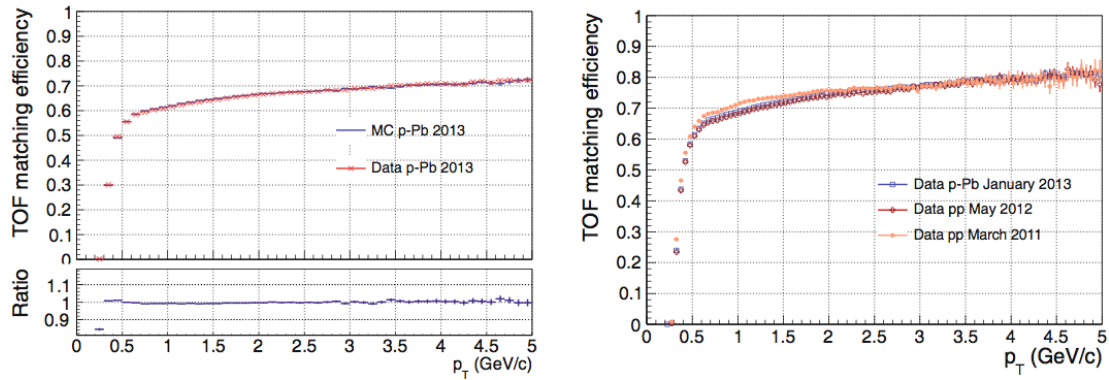 TOF matching efficiency
1
0.9
0.8
0.7
0.6
0.5
0.4
0.3
0.2
0.1
0
MC p-Pb 2013
Data p-Pb 2013
Ratio
1.1
1
0.9
0 0.5 1 1.5 2 2.5 3 3.5 4 4.5 5
p_T (GeV/c)
TOF matching efficiency
1
0.9
0.8
0.7
0.6
0.5
0.4
0.3
0.2
0.1
0
Data p-Pb January 2013
Data pp May 2012
Data pp March 2011
0 0.5 1 1.5 2 2.5 3 3.5 4 4.5 5
p_T (GeV/c)